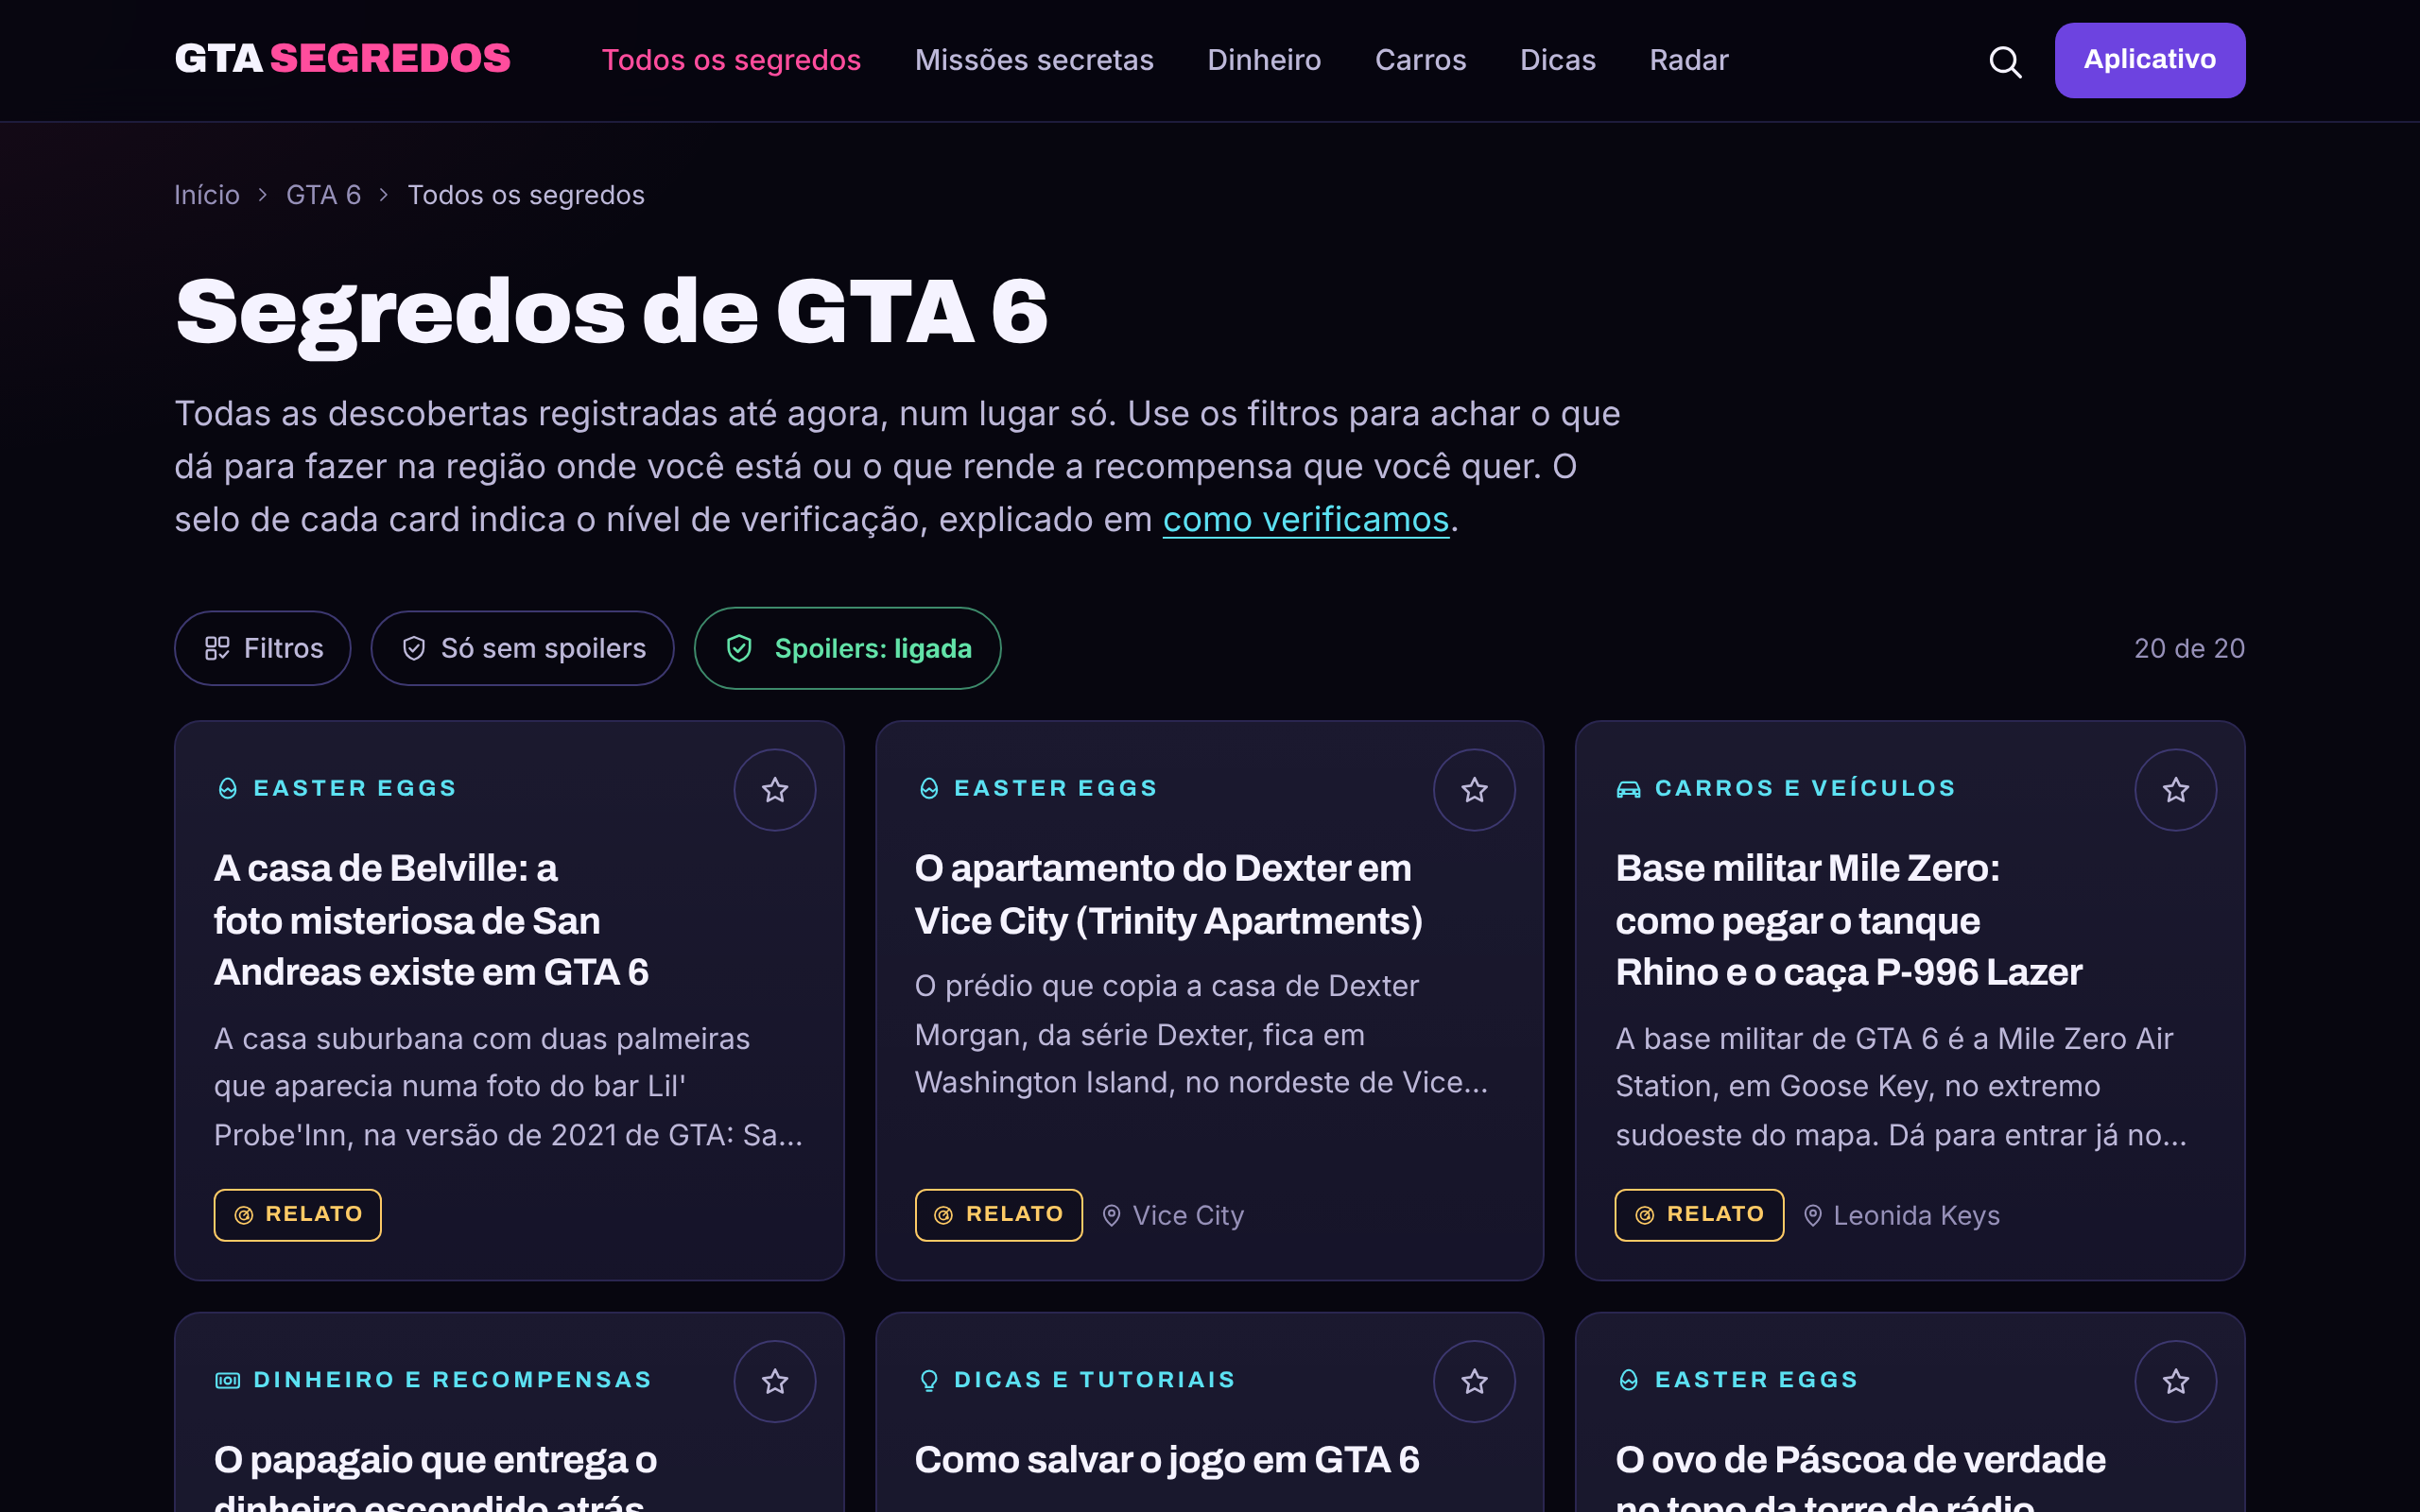 GTA SEGREDOS
Todos os segredos
Missões secretas
Dinheiro
Carros
Dicas
Radar
Aplicativo
Início > GTA 6 > Todos os segredos
Segredos de GTA 6
Todas as descobertas registradas até agora, num lugar só. Use os filtros para achar o que
dá para fazer na região onde você está ou o que rende a recompensa que você quer. O
selo de cada card indica o nível de verificação, explicado em como verificamos.
Filtros
Só sem spoilers
Spoilers: ligada
20 de 20
EASTER EGGS
A casa de Belville: a
foto misteriosa de San
Andreas existe em GTA 6
A casa suburbana com duas palmeiras
que aparecia numa foto do bar Lil'
Probe'Inn, na versão de 2021 de GTA: Sa...
RELATO
EASTER EGGS
O apartamento do Dexter em
Vice City (Trinity Apartments)
O prédio que copia a casa de Dexter
Morgan, da série Dexter, fica em
Washington Island, no nordeste de Vice...
RELATO
Vice City
CARROS E VEÍCULOS
Base militar Mile Zero:
como pegar o tanque
Rhino e o caça P-996 Lazer
A base militar de GTA 6 é a Mile Zero Air
Station, em Goose Key, no extremo
sudoeste do mapa. Dá para entrar já no...
RELATO
Leonida Keys
DINHEIRO E RECOMPENSAS
O papagaio que entrega o
dinheiro escondido atrás
DICAS E TUTORIAIS
Como salvar o jogo em GTA 6
EASTER EGGS
O ovo de Páscoa de verdade
no topo da torre de rádio